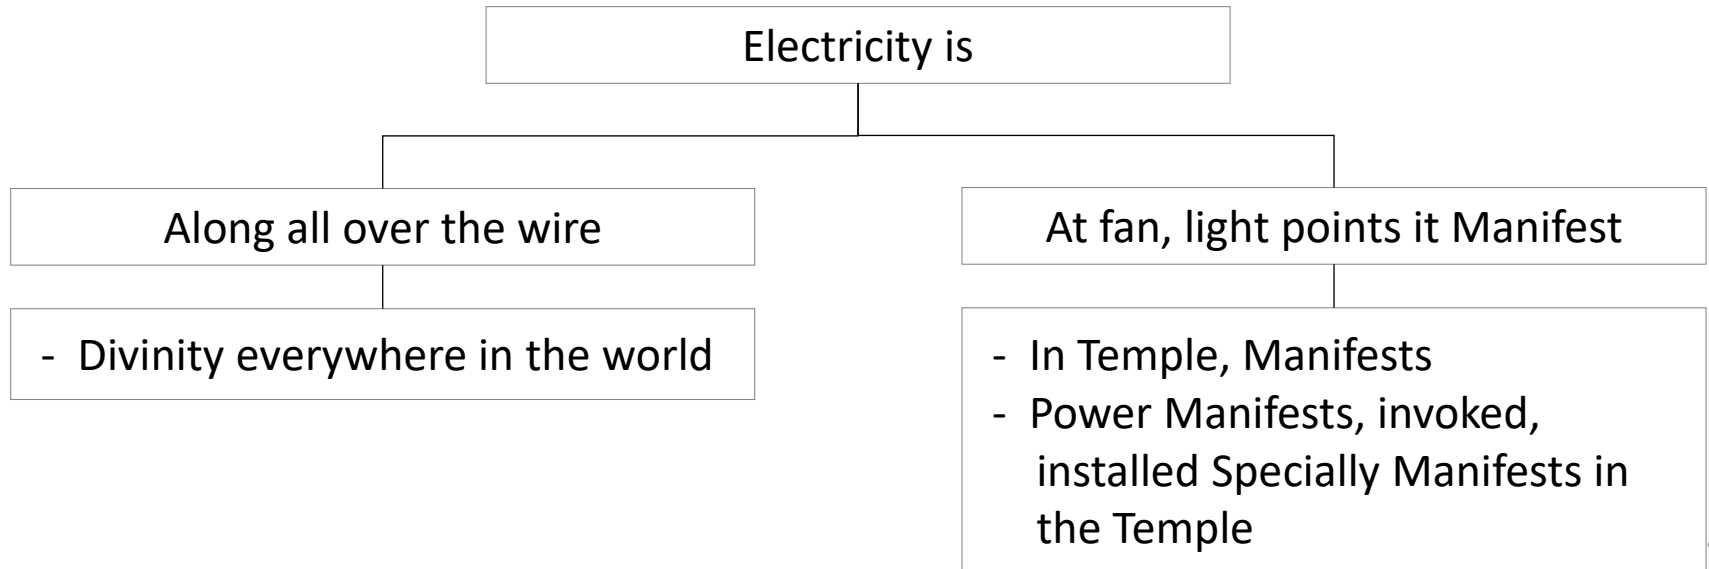 Electricity is
Along all over the wire
At fan, light points it Manifest
- Divinity everywhere in the world
- In Temple, Manifests
- Power Manifests, invoked,
installed Specially Manifests in
the Temple